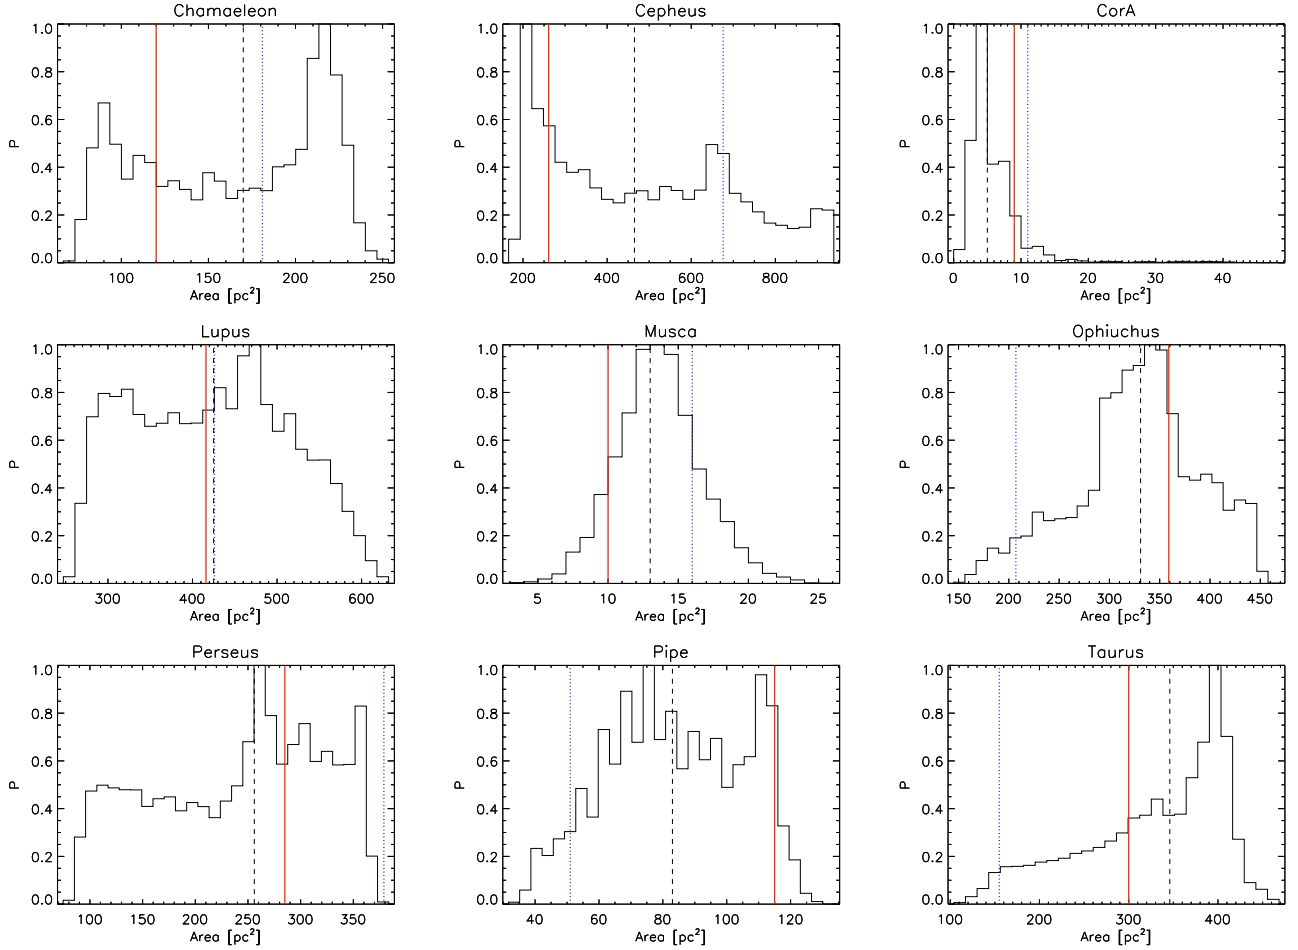 Chamaeleon
1.0
0.8
0.6
0.4
0.2
0.0
P
100 150 200 250
Area [pc²]
Cepheus
1.0
0.8
0.6
0.4
0.2
0.0
P
200 400 600 800
Area [pc²]
CorA
1.0
0.8
0.6
0.4
0.2
0.0
P
0 10 20 30 40
Area [pc²]
Lupus
1.0
0.8
0.6
0.4
0.2
0.0
P
300 400 500 600
Area [pc²]
Musca
1.0
0.8
0.6
0.4
0.2
0.0
P
5 10 15 20 25
Area [pc²]
Ophiuchus
1.0
0.8
0.6
0.4
0.2
0.0
P
150 200 250 300 350 400 450
Area [pc²]
Perseus
1.0
0.8
0.6
0.4
0.2
0.0
P
100 150 200 250 300 350
Area [pc²]
Pipe
1.0
0.8
0.6
0.4
0.2
0.0
P
40 60 80 100 120
Area [pc²]
Taurus
1.0
0.8
0.6
0.4
0.2
0.0
P
100 200 300 400
Area [pc²]